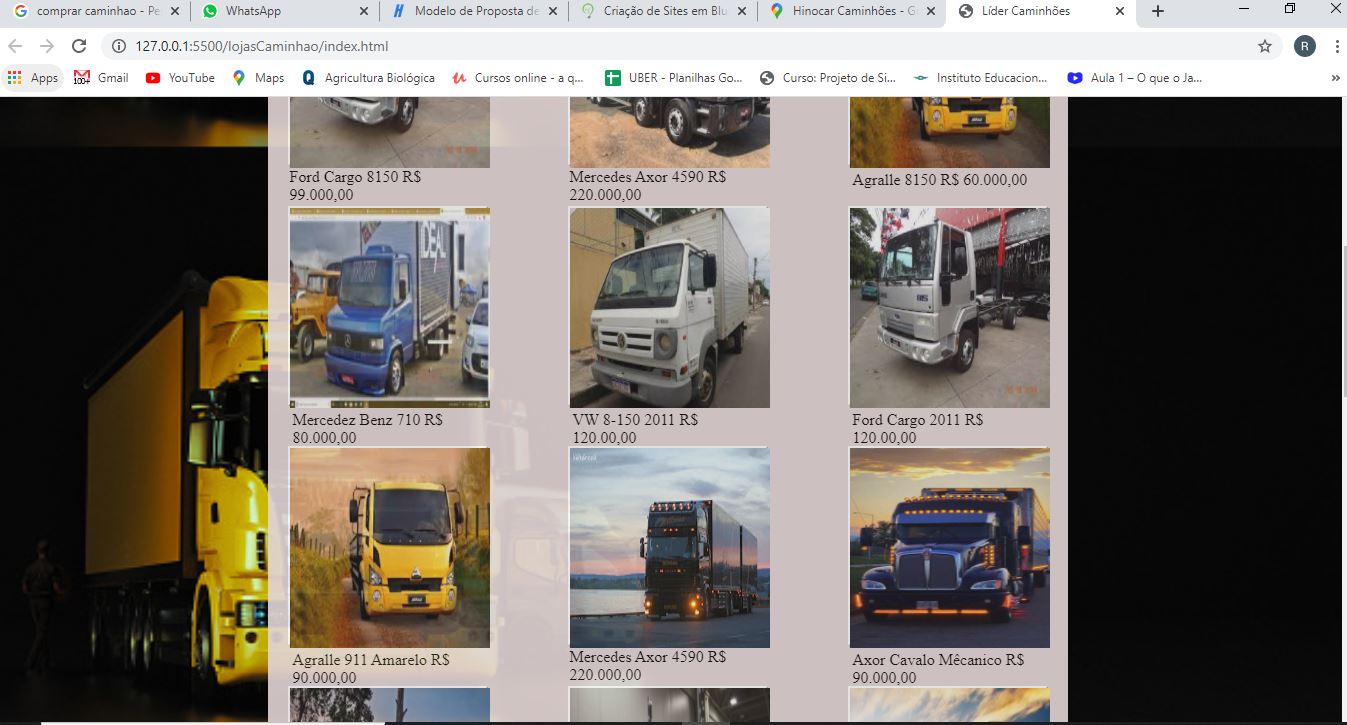 comprar caminhao - Pe
WhatsApp
Modelo de Proposta de
Criação de Sites em Blu
Hinocar Caminhões - G
Líder Caminhões
127.0.0.1:5500/lojasCaminhao/index.html
R
Apps
100+
Gmail
YouTube
Maps
Agricultura Biológica
Cursos online - a q...
UBER - Planilhas Go...
Curso: Projeto de Si...
Instituto Educacion...
Aula 1 – O que o Ja...
»
Ford Cargo 8150 R$
99.000,00
Mercedes Axor 4590 R$
220.000,00
Agralle 8150 R$ 60.000,00
DEAL
Mercedez Benz 710 R$
80.000,00
VW 8-150 2011 R$
120.00,00
Ford Cargo 2011 R$
120.00,00
Agralle 911 Amarelo R$
90.000,00
Mercedes Axor 4590 R$
220.000,00
Axor Cavalo Mêcanico R$
90.000,00